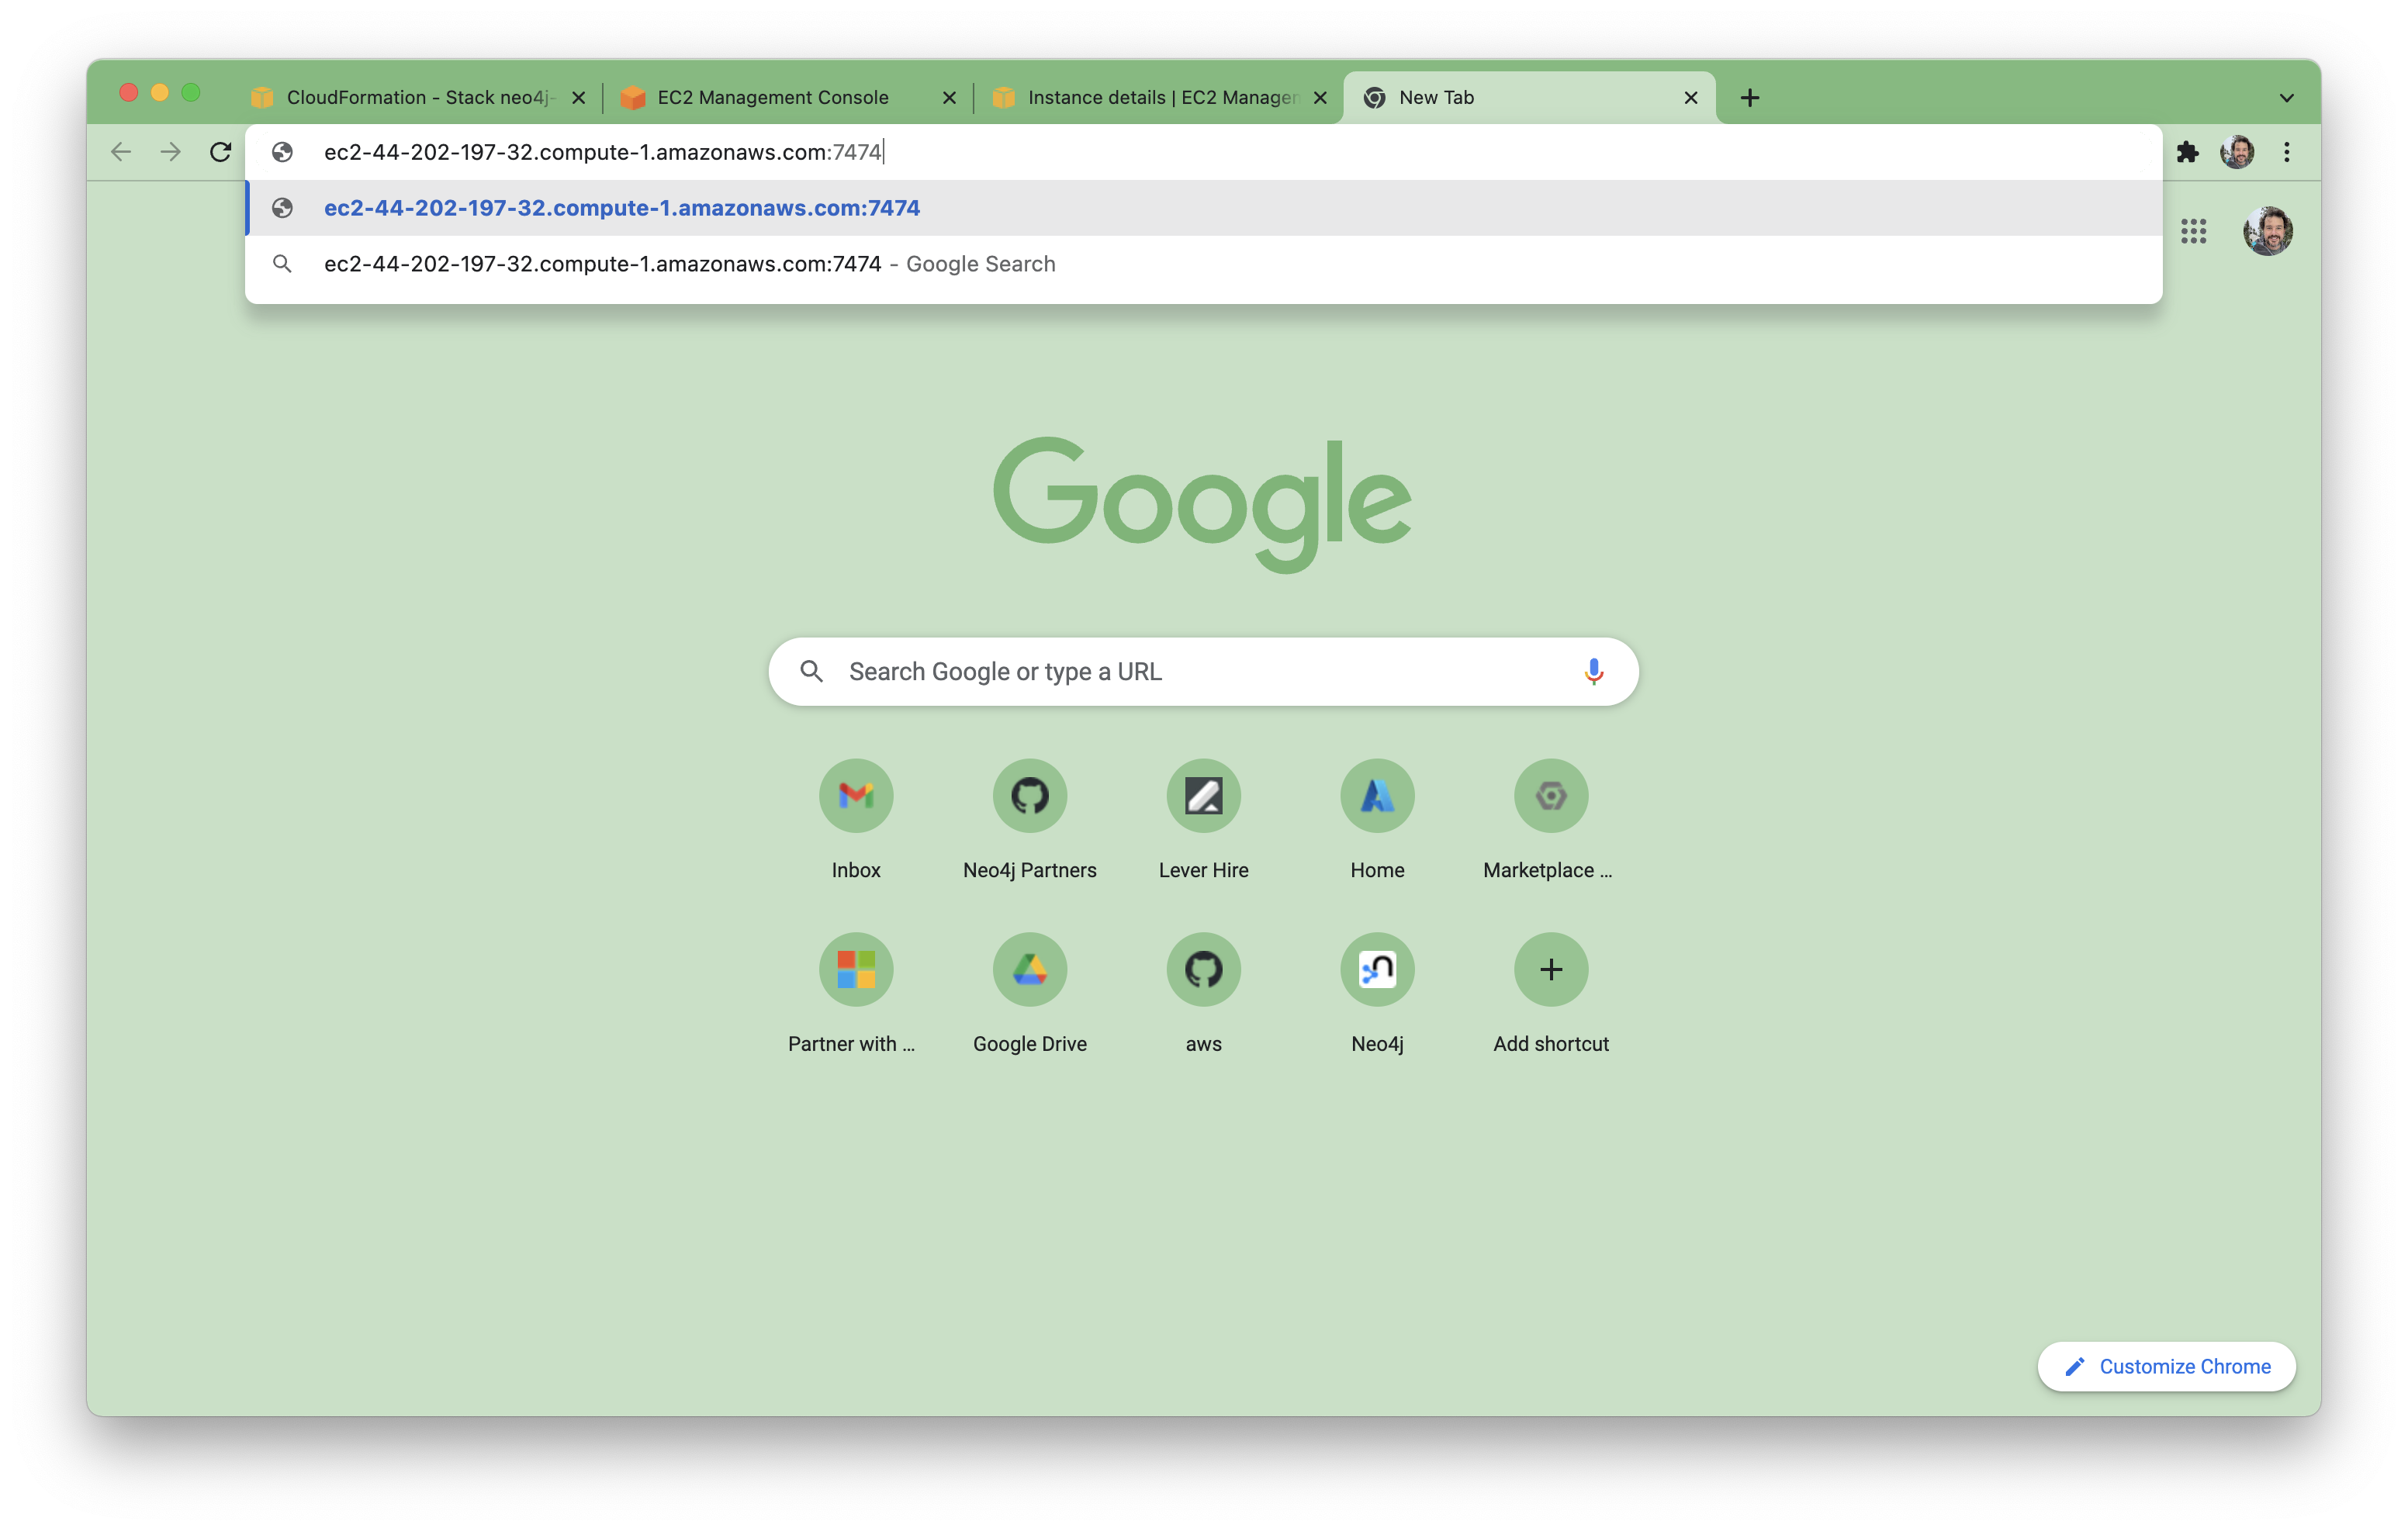 CloudFormation - Stack neo4j-
EC2 Management Console
Instance details | EC2 Managen
New Tab
ec2-44-202-197-32.compute-1.amazonaws.com:7474
ec2-44-202-197-32.compute-1.amazonaws.com:7474
ec2-44-202-197-32.compute-1.amazonaws.com:7474 - Google Search
Google
Search Google or type a URL
Inbox
Neo4j Partners
Lever Hire
Home
Marketplace ...
Partner with ...
Google Drive
aws
Neo4j
Add shortcut
Customize Chrome